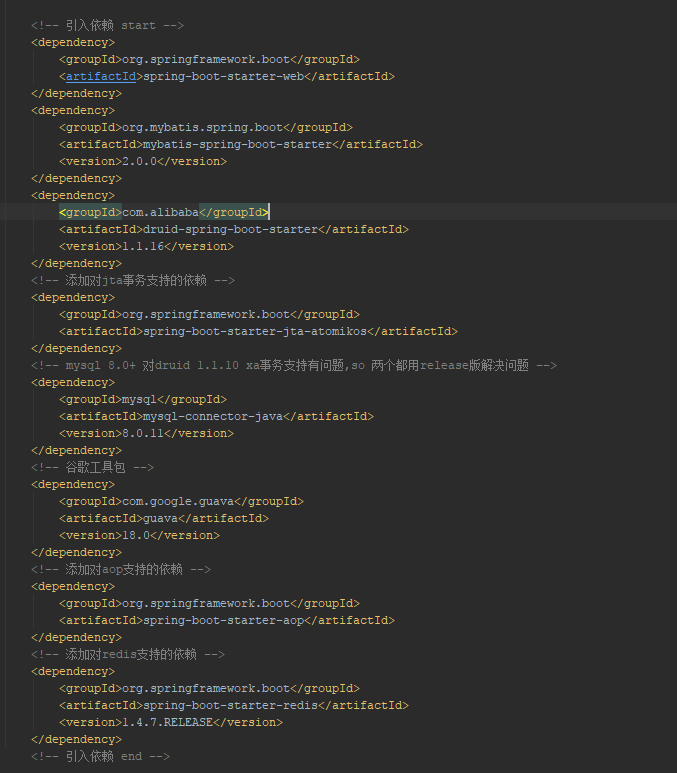 <!-- 引入依赖 start -->
<dependency>
<groupId>org.springframework.boot</groupId>
<artifactId>spring-boot-starter-web</artifactId>
</dependency>
<dependency>
<groupId>org.mybatis.spring.boot</groupId>
<artifactId>mybatis-spring-boot-starter</artifactId>
<version>2.0.0</version>
</dependency>
<dependency>
<groupId>com.alibaba</groupId>
<artifactId>druid-spring-boot-starter</artifactId>
<version>1.1.16</version>
</dependency>
<!-- 添加对jta事务支持的依赖 -->
<dependency>
<groupId>org.springframework.boot</groupId>
<artifactId>spring-boot-starter-jta-atomikos</artifactId>
</dependency>
<!-- mysql 8.0+ 对druid 1.1.10 xa事务支持有问题,so 两个都用release版解决问题 -->
<dependency>
<groupId>mysql</groupId>
<artifactId>mysql-connector-java</artifactId>
<version>8.0.11</version>
</dependency>
<!-- 谷歌工具包 -->
<dependency>
<groupId>com.google.guava</groupId>
<artifactId>guava</artifactId>
<version>18.0</version>
</dependency>
<!-- 添加对aop支持的依赖 -->
<dependency>
<groupId>org.springframework.boot</groupId>
<artifactId>spring-boot-starter-aop</artifactId>
</dependency>
<!-- 添加对redis支持的依赖 -->
<dependency>
<groupId>org.springframework.boot</groupId>
<artifactId>spring-boot-starter-redis</artifactId>
<version>1.4.7.RELEASE</version>
</dependency>
<!-- 引入依赖 end -->